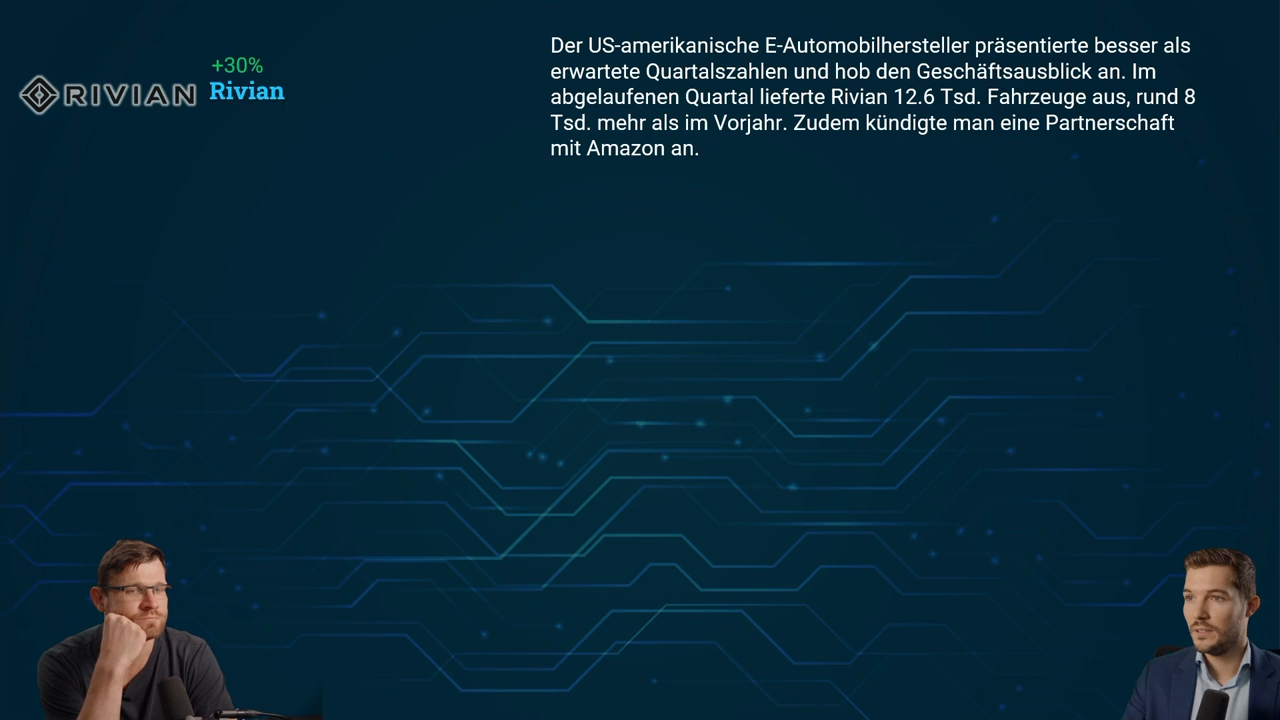 RIVIAN
+30%
Rivian
Der US-amerikanische E-Automobilhersteller präsentierte besser als
erwartete Quartalszahlen und hob den Geschäftsausblick an. Im
abgelaufenen Quartal lieferte Rivian 12.6 Tsd. Fahrzeuge aus, rund 8
Tsd. mehr als im Vorjahr. Zudem kündigte man eine Partnerschaft
mit Amazon an.